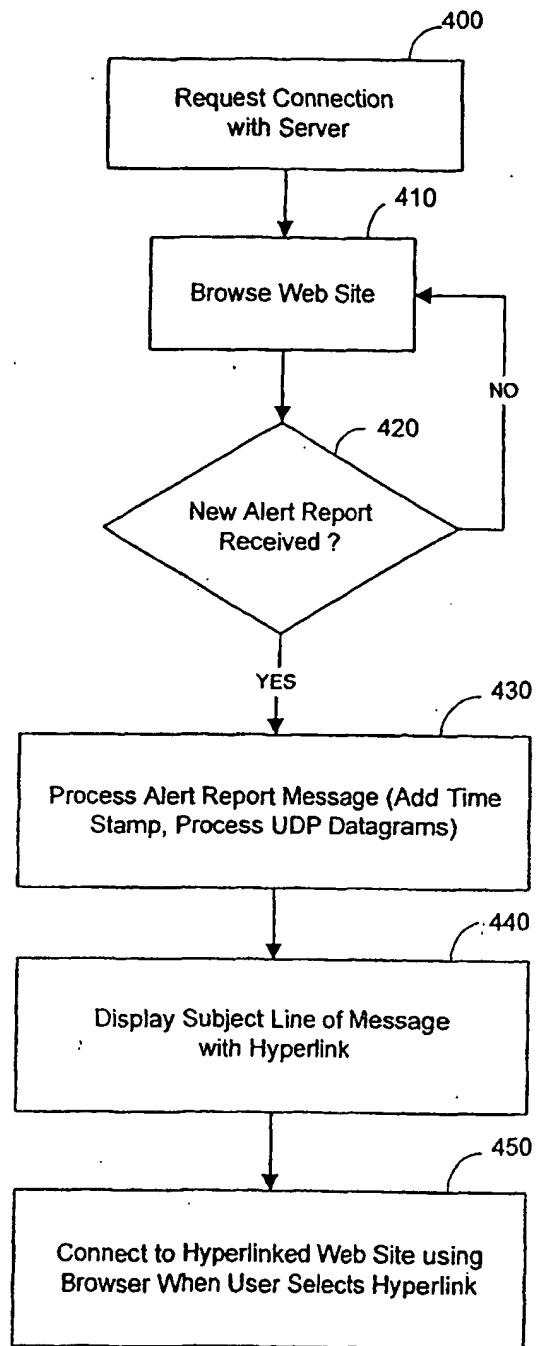 400
Request Connection
with Server
410
Browse Web Site
NO
420
New Alert Report
Received ?
YES
430
Process Alert Report Message (Add Time
Stamp, Process UDP Datagrams)
440
Display Subject Line of Message
with Hyperlink
450
Connect to Hyperlinked Web Site using
Browser When User Selects Hyperlink